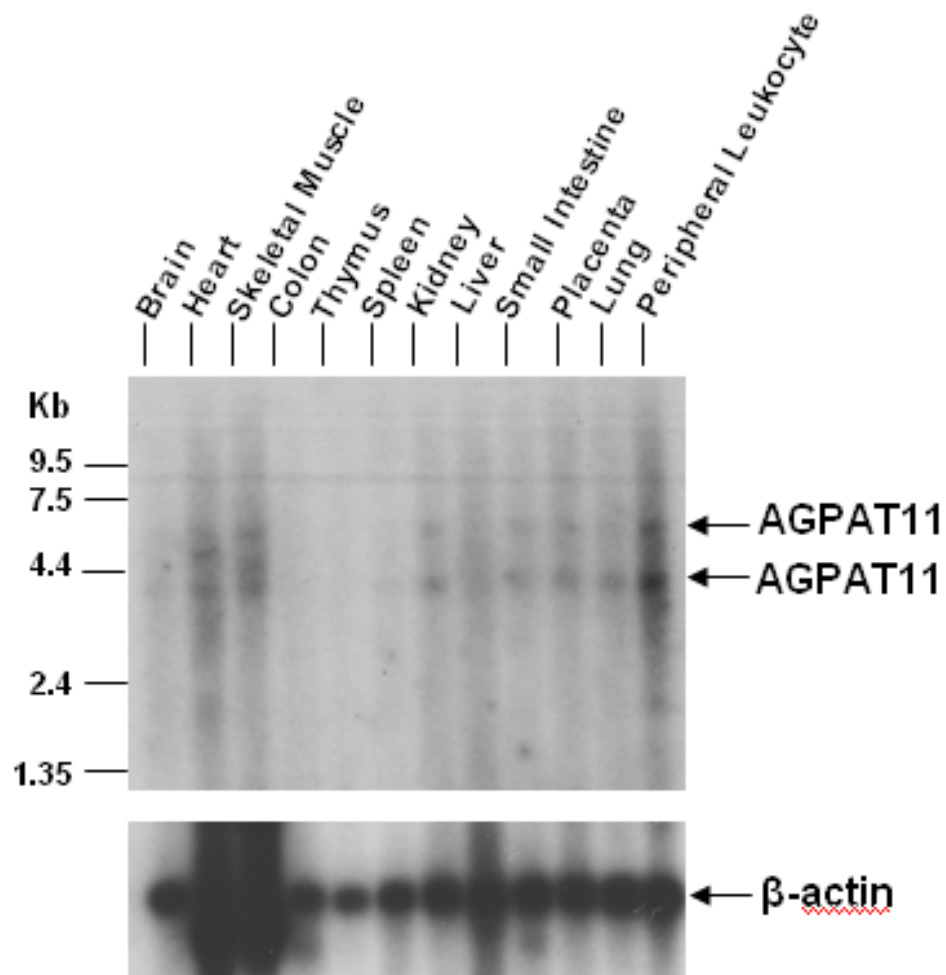 Brain
Heart
Skeletal Muscle
Colon
Thymus
Spleen
Kidney
Liver
Small Intestine
Placenta
Lung
Peripheral Leukocyte
Kb
9.5
7.5
4.4
2.4
1.35
AGPAT11
AGPAT11
β-actin